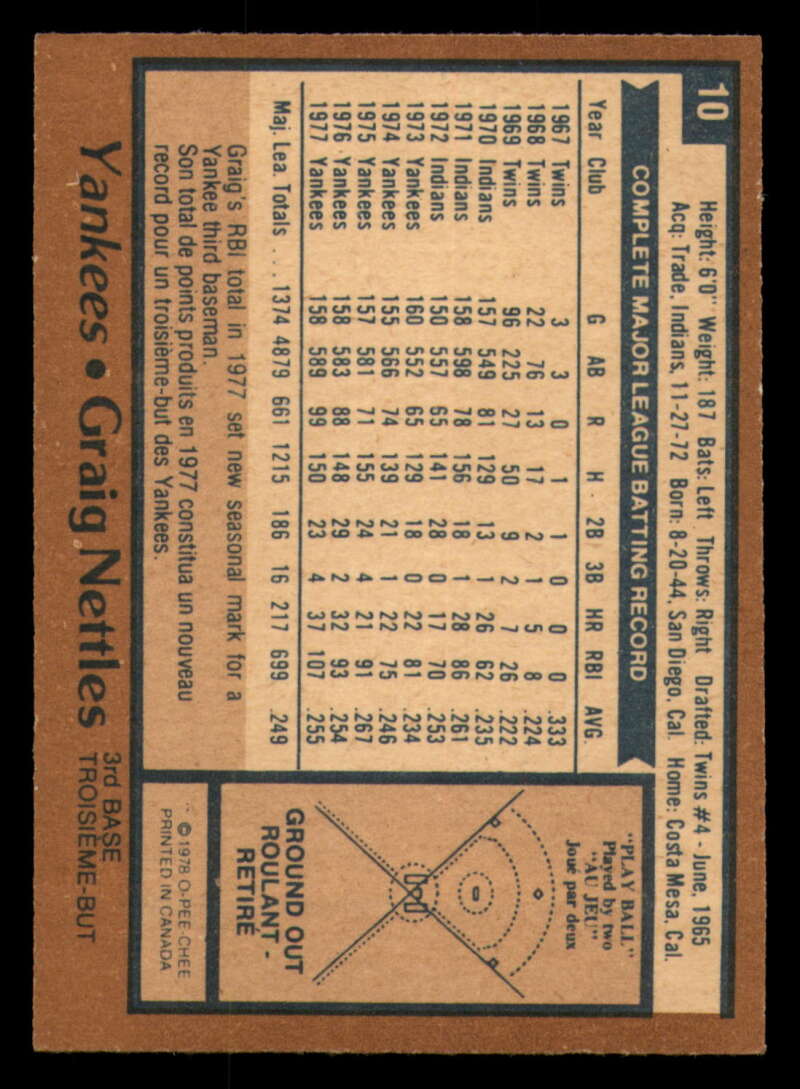 10
Height: 6'0" Weight: 187 Bats: Left Throws: Right Drafted: Twins #4 - June, 1965
Acq: Trade, Indians, 11-27-72 Born: 8-20-44, San Diego, Cal. Home: Costa Mesa, Cal.
COMPLETE MAJOR LEAGUE BATTING RECORD
Year Club G AB R H 2B 3B HR RBI AVG.
1967 Twins 3 3 0 1 1 0 0 0 .333
1968 Twins 22 76 13 17 2 1 5 8 .224
1969 Twins 96 225 27 50 9 2 7 26 .222
1970 Indians 157 549 81 129 13 1 26 62 .235
1971 Indians 158 598 78 156 18 1 28 86 .261
1972 Indians 150 557 65 141 28 0 17 70 .253
1973 Yankees 160 552 65 129 18 0 22 81 .234
1974 Yankees 155 566 74 139 21 1 22 75 .246
1975 Yankees 157 581 71 155 24 4 21 91 .267
1976 Yankees 158 583 88 148 29 2 32 93 .254
1977 Yankees 158 589 99 150 23 4 37 107 .255
Maj. Lea. Totals . . . 1374 4879 661 1215 186 16 217 699 .249
Graig's RBI total in 1977 set new seasonal mark for a
Yankee third baseman.
Son total de points produits en 1977 constitua un nouveau
record pour un troisième-but des Yankees.
"PLAY BALL"
Played by two
"AU JEU"
Joué par deux
GROUND OUT
ROULANT -
RETIRÉ
© 1978 O-PEE-CHEE
PRINTED IN CANADA
Yankees • Graig Nettles
3rd BASE
TROISIÈME-BUT